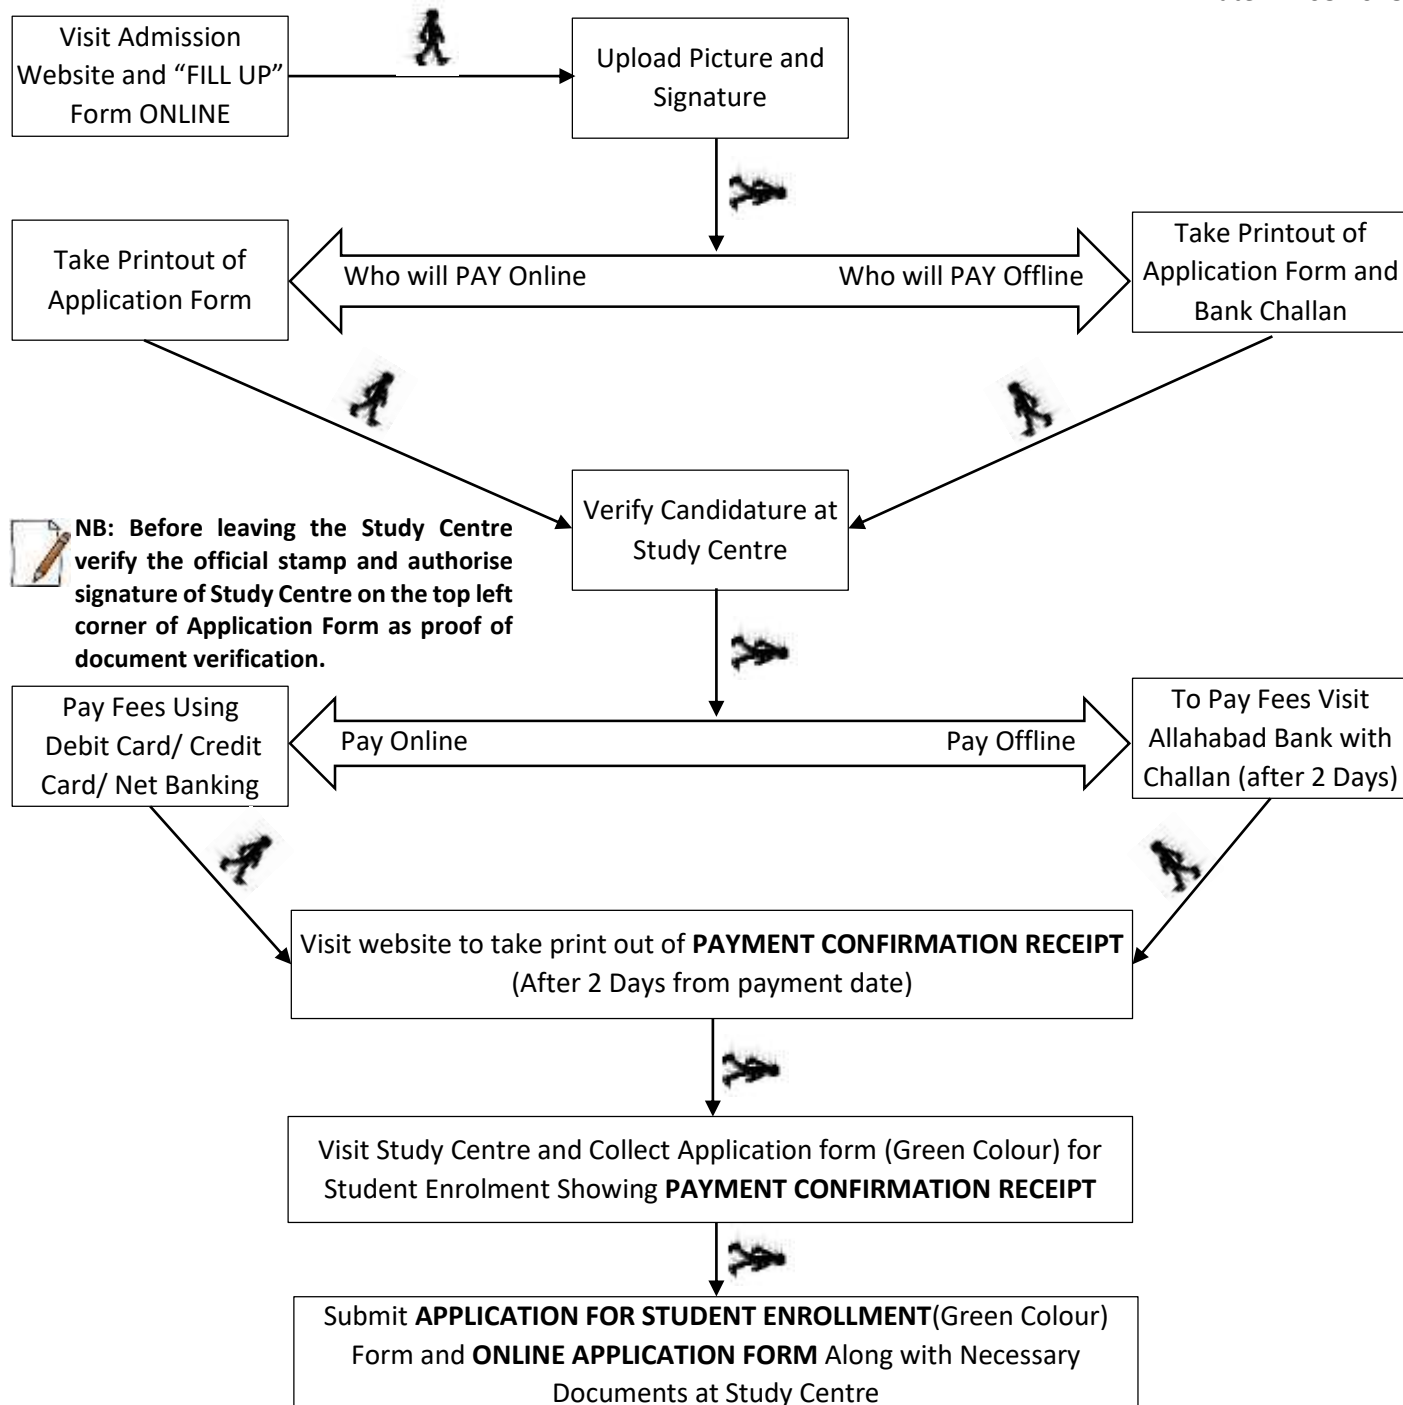 Visit Admission
Website and “FILL UP”
Form ONLINE
Upload Picture and
Signature
Take Printout of
Application Form
Who will PAY Online
Who will PAY Offline
Take Printout of
Application Form and
Bank Challan
Verify Candidature at
Study Centre
NB: Before leaving the Study Centre
verify the official stamp and authorise
signature of Study Centre on the top left
corner of Application Form as proof of
document verification.
Pay Fees Using
Debit Card/ Credit
Card/ Net Banking
Pay Online
Pay Offline
To Pay Fees Visit
Allahabad Bank with
Challan (after 2 Days)
Visit website to take print out of PAYMENT CONFIRMATION RECEIPT
(After 2 Days from payment date)
Visit Study Centre and Collect Application form (Green Colour) for
Student Enrolment Showing PAYMENT CONFIRMATION RECEIPT
Submit APPLICATION FOR STUDENT ENROLLMENT(Green Colour)
Form and ONLINE APPLICATION FORM Along with Necessary
Documents at Study Centre